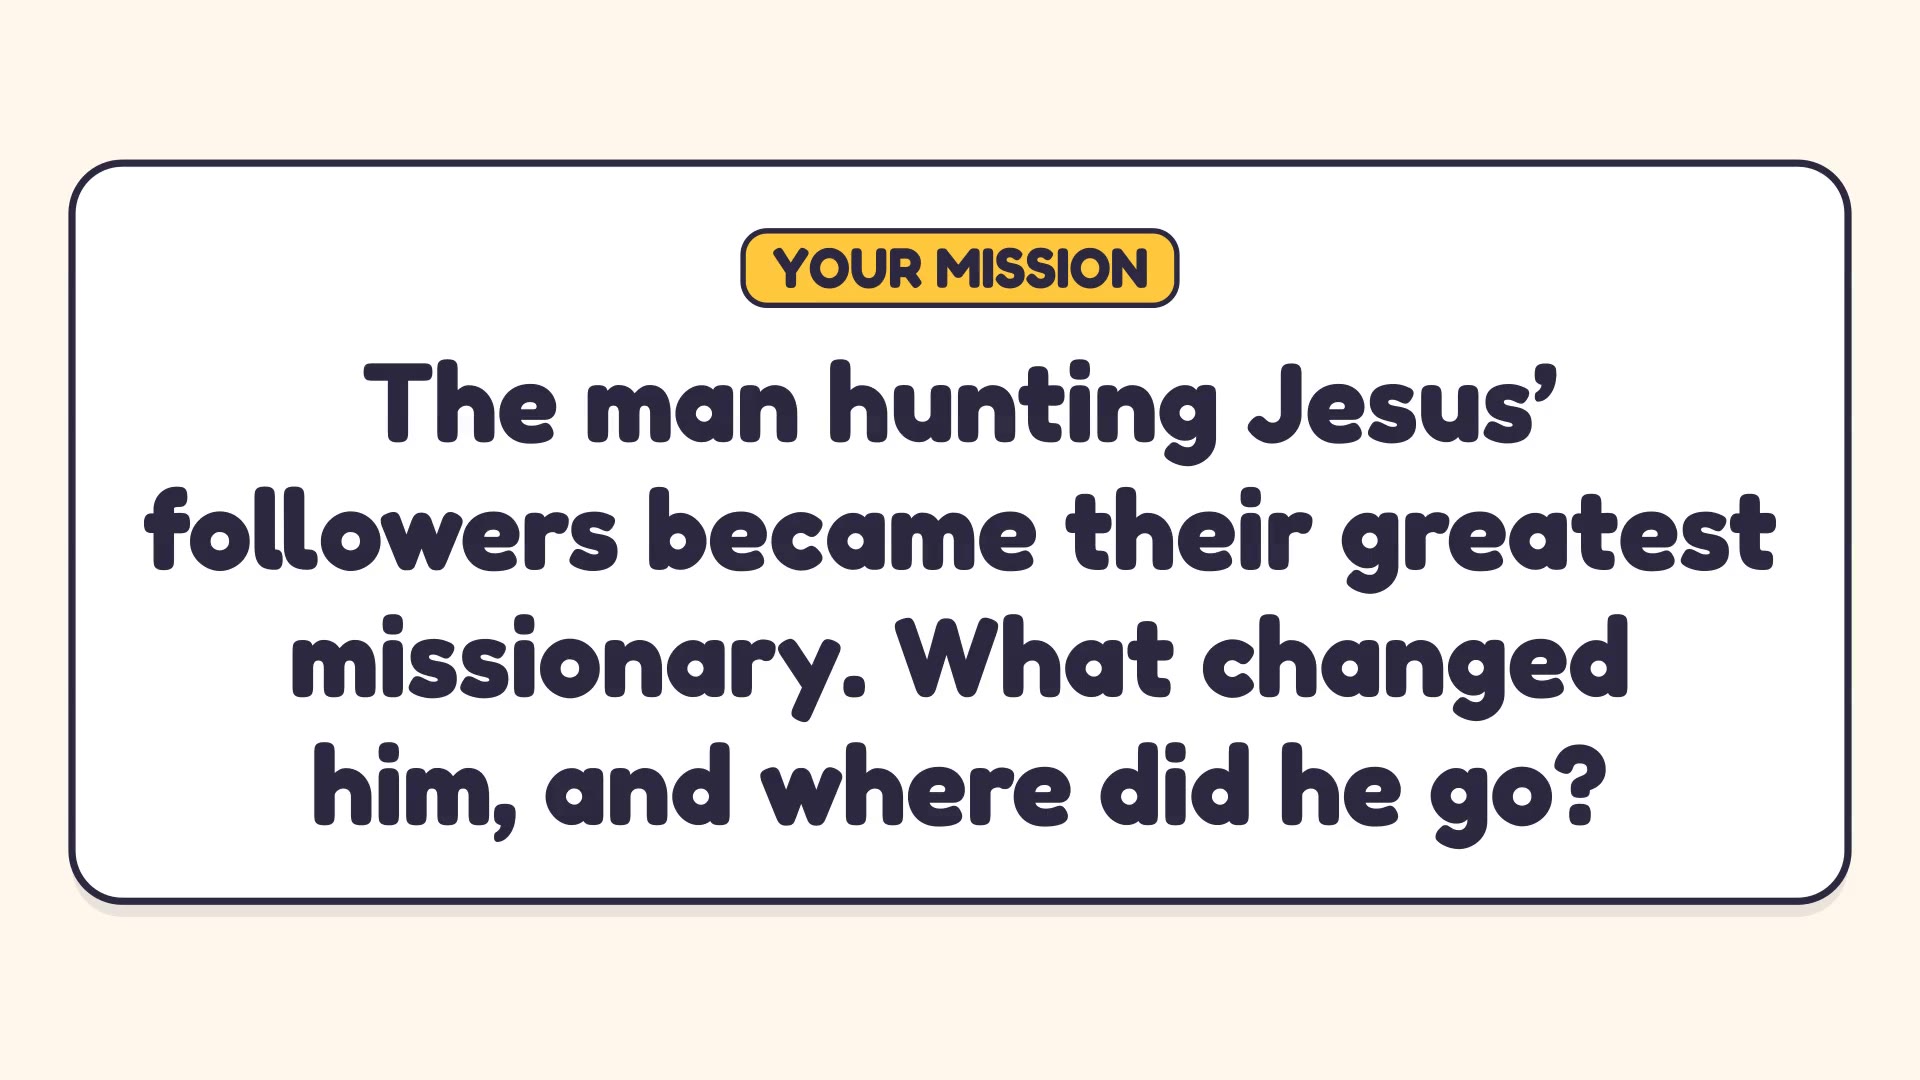 YOUR MISSION
The man hunting Jesus’
followers became their greatest
missionary. What changed
him, and where did he go?